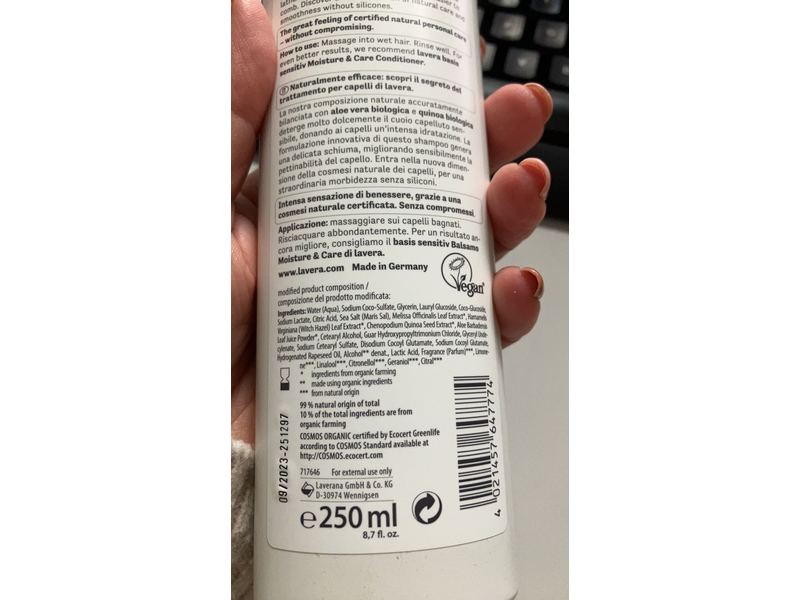 comb. Discover
of natural care and
smoothness without silicones.
The great feeling of certified natural personal care
– without compromising.
How to use: Massage into wet hair. Rinse well. For
even better results, we recommend lavera basis
sensitiv Moisture & Care Conditioner.
Naturalmente efficace: scopri il segreto del
trattamento per capelli di lavera.
La nostra composizione naturale accuratamente
bilanciata con aloe vera biologica e quinoa biologica
deterge molto dolcemente il cuoio capelluto sen-
sibile, donando ai capelli un'intensa idratazione. La
formulazione innovativa di questo shampoo genera
una delicata schiuma, migliorando sensibilmente la
pettinabilità del capello. Entra nella nuova dimen-
sione della cosmesi naturale dei capelli, per una
straordinaria morbidezza senza siliconi.
Intensa sensazione di benessere, grazie a una
cosmesi naturale certificata. Senza compromessi.
Applicazione: massaggiare sui capelli bagnati.
Risciacquare abbondantemente. Per un risultato an-
cora migliore, consigliamo il basis sensitiv Balsamo
Moisture & Care di lavera.
www.lavera.com Made in Germany
Vegan
modified product composition /
composizione del prodotto modificata:
Ingredients: Water (Aqua), Sodium Coco-Sulfate, Glycerin, Lauryl Glucoside, Coco-Glucoside,
Sodium Lactate, Citric Acid, Sea Salt (Maris Sal), Melissa Officinalis Leaf Extract*, Hamamelis
Virginiana (Witch Hazel) Leaf Extract*, Chenopodium Quinoa Seed Extract*, Aloe Barbadensis
Leaf Juice Powder*, Cetearyl Alcohol, Guar Hydroxypropyltrimonium Chloride, Glyceryl Unde-
cylenate, Sodium Cetearyl Sulfate, Disodium Cocoyl Glutamate, Sodium Cocoyl Glutamate,
Hydrogenated Rapeseed Oil, Alcohol** denat., Lactic Acid, Fragrance (Parfum)***, Limone-
ne***, Linalool***, Citronellol***, Geraniol***, Citral***
* ingredients from organic farming
** made using organic ingredients
*** from natural origin
99 % natural origin of total
10 % of the total ingredients are from
organic farming
COSMOS ORGANIC certified by Ecocert Greenlife
according to COSMOS Standard available at
http://COSMOS.ecocert.com
09/2023-251297
717646 For external use only
Laverana GmbH & Co. KG
D-30974 Wennigsen
e250 ml
8,7 fl. oz.
4 021457 647774